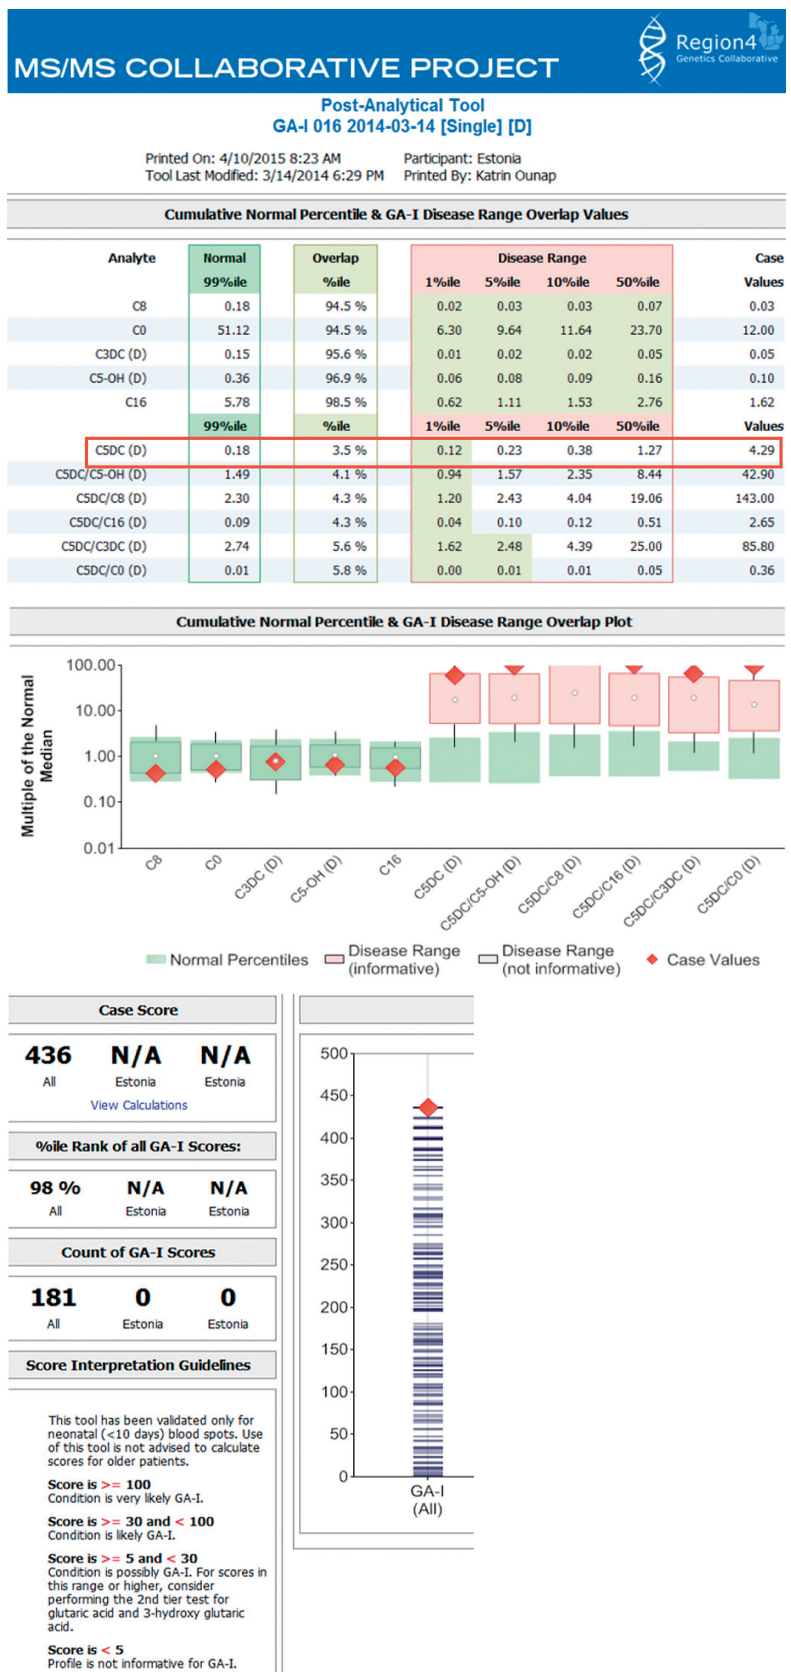 MS/MS COLLABORATIVE PROJECT
Region4
Genetics Collaborative
Post-Analytical Tool
GA-I 016 2014-03-14 [Single] [D]
Printed On: 4/10/2015 8:23 AM Participant: Estonia
Tool Last Modified: 3/14/2014 6:29 PM Printed By: Katrin Ounap
Cumulative Normal Percentile & GA-I Disease Range Overlap Values
Analyte Normal Overlap Disease Range Case
99%ile %ile 1%ile 5%ile 10%ile 50%ile Values
C8 0.18 94.5 % 0.02 0.03 0.03 0.07 0.03
C0 51.12 94.5 % 6.30 9.64 11.64 23.70 12.00
C3DC (D) 0.15 95.6 % 0.01 0.02 0.02 0.05 0.05
C5-OH (D) 0.36 96.9 % 0.06 0.08 0.09 0.16 0.10
C16 5.78 98.5 % 0.62 1.11 1.53 2.76 1.62
99%ile %ile 1%ile 5%ile 10%ile 50%ile Values
C5DC (D) 0.18 3.5 % 0.12 0.23 0.38 1.27 4.29
C5DC/C5-OH (D) 1.49 4.1 % 0.94 1.57 2.35 8.44 42.90
C5DC/C8 (D) 2.30 4.3 % 1.20 2.43 4.04 19.06 143.00
C5DC/C16 (D) 0.09 4.3 % 0.04 0.10 0.12 0.51 2.65
C5DC/C3DC (D) 2.74 5.6 % 1.62 2.48 4.39 25.00 85.80
C5DC/C0 (D) 0.01 5.8 % 0.00 0.01 0.01 0.05 0.36
Cumulative Normal Percentile & GA-I Disease Range Overlap Plot
Multiple of the Normal
Median
100.00
10.00
1.00
0.10
0.01
C8
C0
C3DC (D)
C5-OH (D)
C16
C5DC (D)
C5DC/C5-OH (D)
C5DC/C8 (D)
C5DC/C16 (D)
C5DC/C3DC (D)
C5DC/C0 (D)
Normal Percentiles
Disease Range
(informative)
Disease Range
(not informative)
Case Values
Case Score
436 N/A N/A
All Estonia Estonia
View Calculations
%ile Rank of all GA-I Scores:
98 % N/A N/A
All Estonia Estonia
Count of GA-I Scores
181 0 0
All Estonia Estonia
Score Interpretation Guidelines
This tool has been validated only for
neonatal (<10 days) blood spots. Use
of this tool is not advised to calculate
scores for older patients.
Score is >= 100
Condition is very likely GA-I.
Score is >= 30 and < 100
Condition is likely GA-I.
Score is >= 5 and < 30
Condition is possibly GA-I. For scores in
this range or higher, consider
performing the 2nd tier test for
glutaric acid and 3-hydroxy glutaric
acid.
Score is < 5
Profile is not informative for GA-I.
500
450
400
350
300
250
200
150
100
50
0
GA-I
(All)